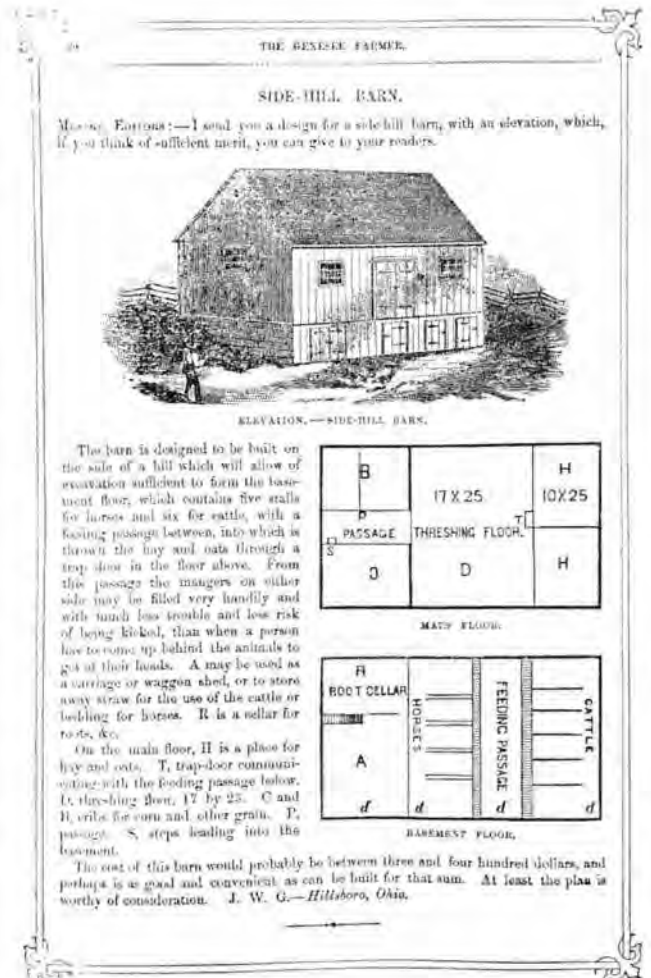 THE GENESEE FARMER.
SIDE-HILL BARN.
MESSRS. EDITORS:—I send you a design for a side-hill barn, with an elevation, which,
if you think of sufficient merit, you can give to your readers.
ELEVATION.—SIDE-HILL BARN.
The barn is designed to be built on
the side of a hill which will allow of
excavation sufficient to form the base-
ment floor, which contains five stalls
for horses and six for cattle, with a
feeding passage between, into which is
thrown the hay and oats through a
trap door in the floor above. From
this passage the mangers on either
side may be filled very handily and
with much less trouble and less risk
of being kicked, than when a person
has to come up behind the animals to
get at their heads. A may be used as
a carriage or waggon shed, or to store
away straw for the use of the cattle or
bedding for horses. R is a cellar for
roots, &c.
On the main floor, H is a place for
hay and oats. T, trap-door communi-
cating with the feeding passage below.
D, threshing floor, 17 by 25. C and
B, cribs for corn and other grain. P,
passage. S, steps leading into the
basement.
B
P
PASSAGE
S
17 X 25
THRESHING FLOOR.
T
D
H
10X25
H
MAIN FLOOR.
R
ROOT CELLAR
A
HORSES
FEEDING PASSAGE
CATTLE
d
d
d
d
BASEMENT FLOOR.
The cost of this barn would probably be between three and four hundred dollars, and
perhaps is as good and convenient as can be built for that sum. At least the plan is
worthy of consideration. J. W. G.—Hillsboro, Ohio.